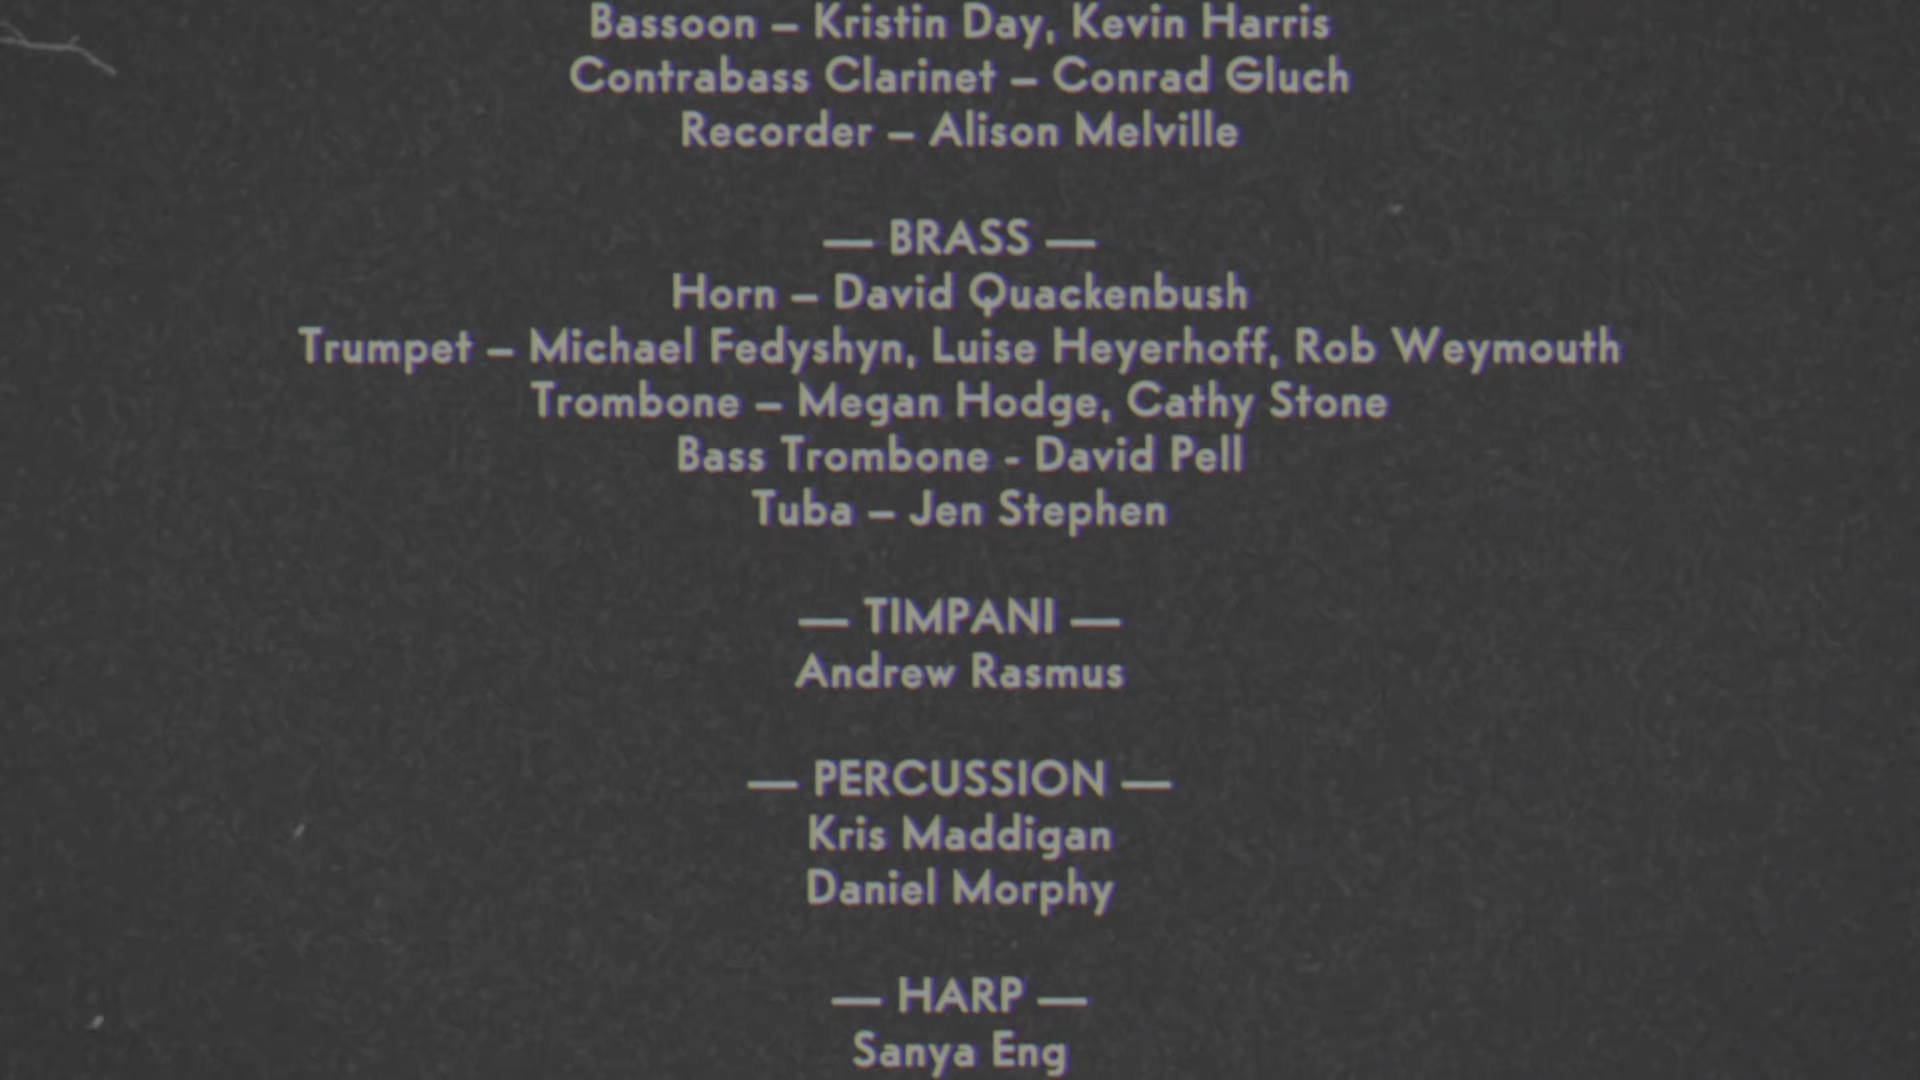 Bassoon – Kristin Day, Kevin Harris
Contrabass Clarinet – Conrad Gluch
Recorder – Alison Melville
— BRASS —
Horn – David Quackenbush
Trumpet – Michael Fedyshyn, Luise Heyerhoff, Rob Weymouth
Trombone – Megan Hodge, Cathy Stone
Bass Trombone - David Pell
Tuba – Jen Stephen
— TIMPANI —
Andrew Rasmus
— PERCUSSION —
Kris Maddigan
Daniel Morphy
— HARP —
Sanya Eng